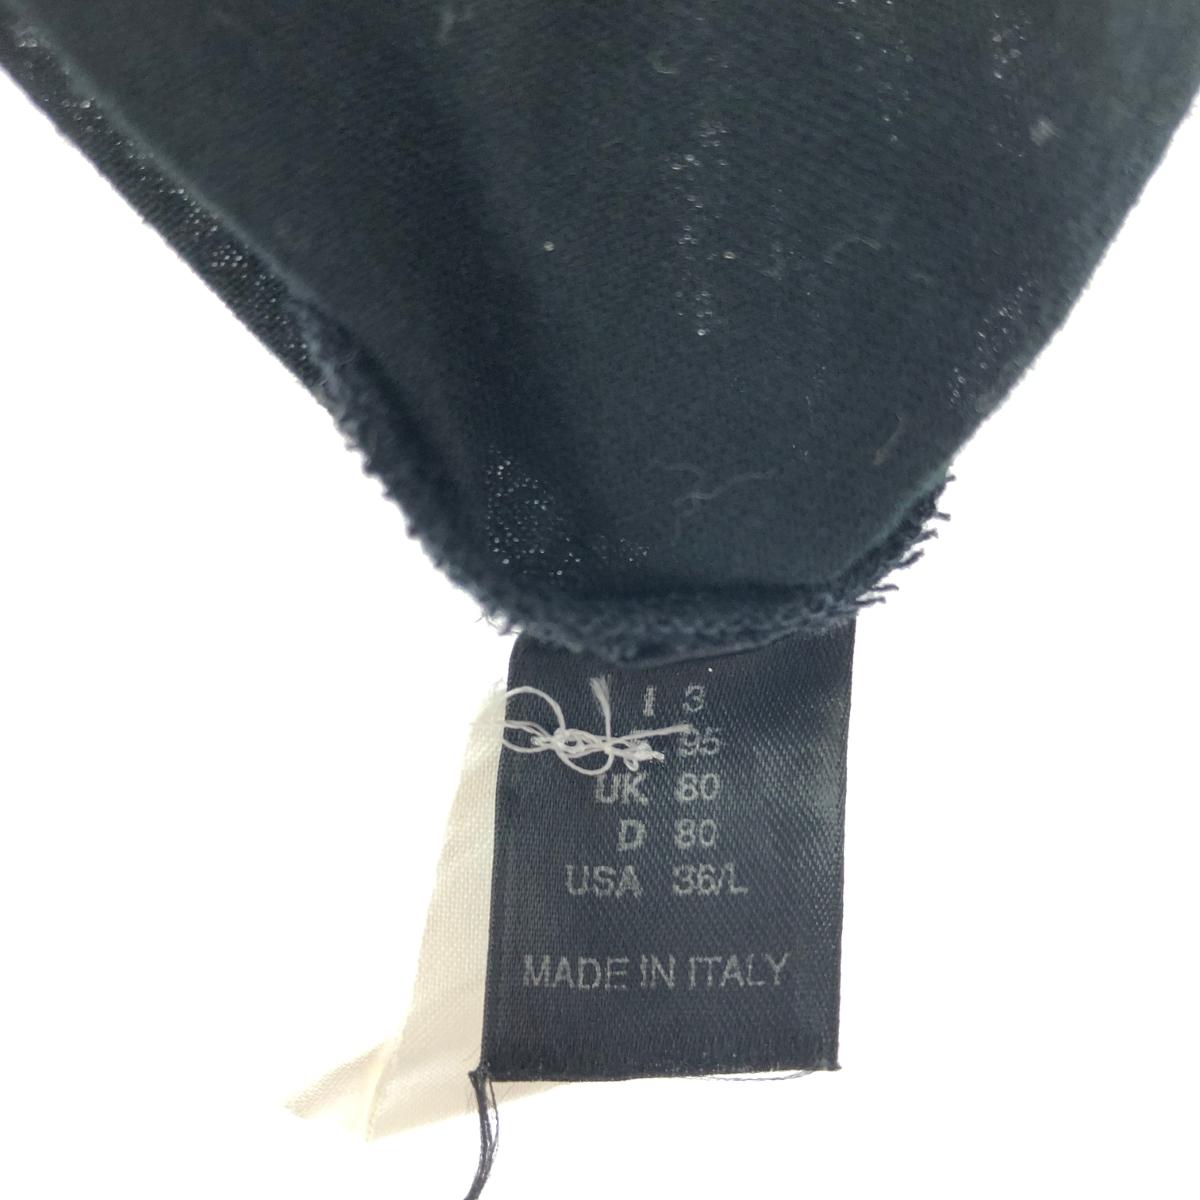 I 3
95
UK 80
D 80
USA 36/L
MADE IN ITALY